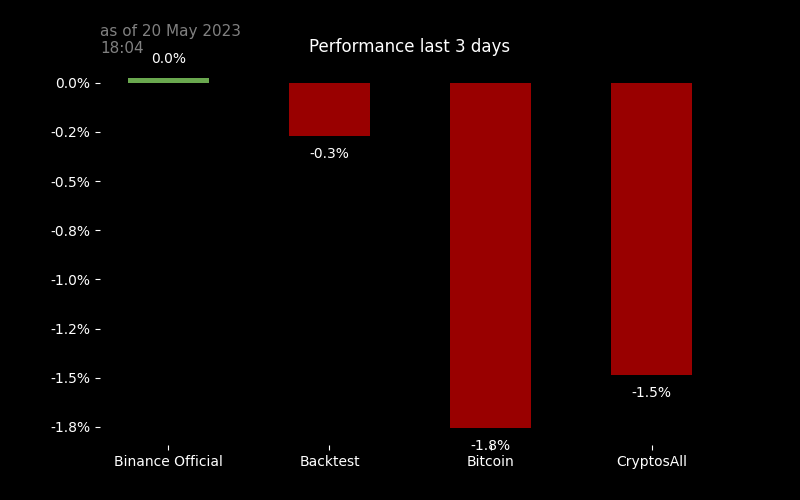 as of 20 May 2023
18:04
Performance last 3 days
0.0%
0.0%
-0.2%
-0.3%
-0.5%
-0.8%
-1.0%
-1.2%
-1.5%
-1.5%
-1.8%
-1.8%
Binance Official
Backtest
Bitcoin
CryptosAll